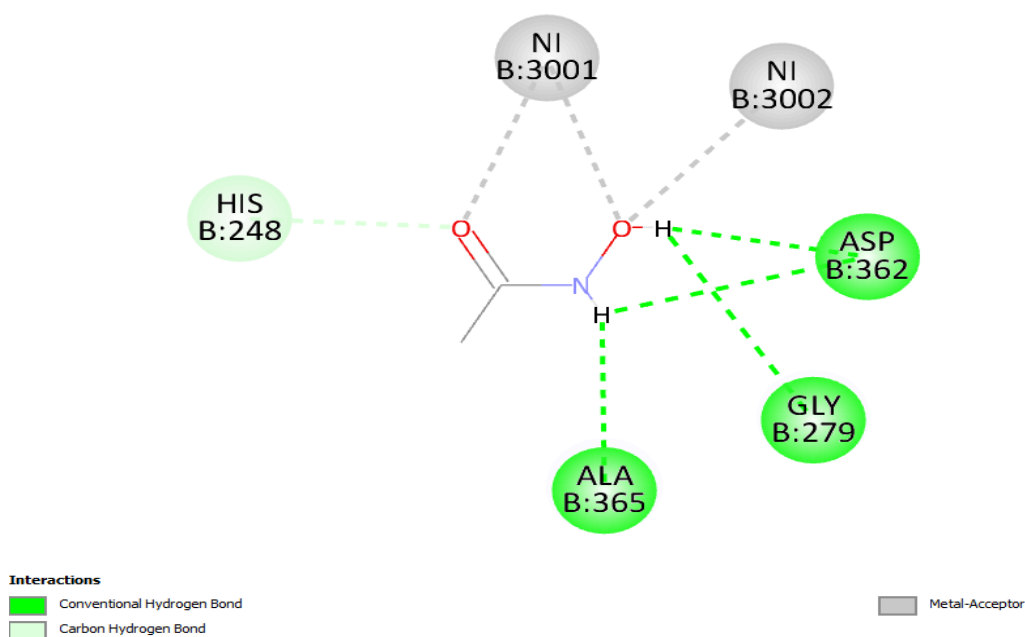 NI
B:3001
NI
B:3002
HIS
B:248
O
O
H
ASP
B:362
N
H
GLY
B:279
ALA
B:365
Interactions
Conventional Hydrogen Bond
Carbon Hydrogen Bond
Metal-Acceptor